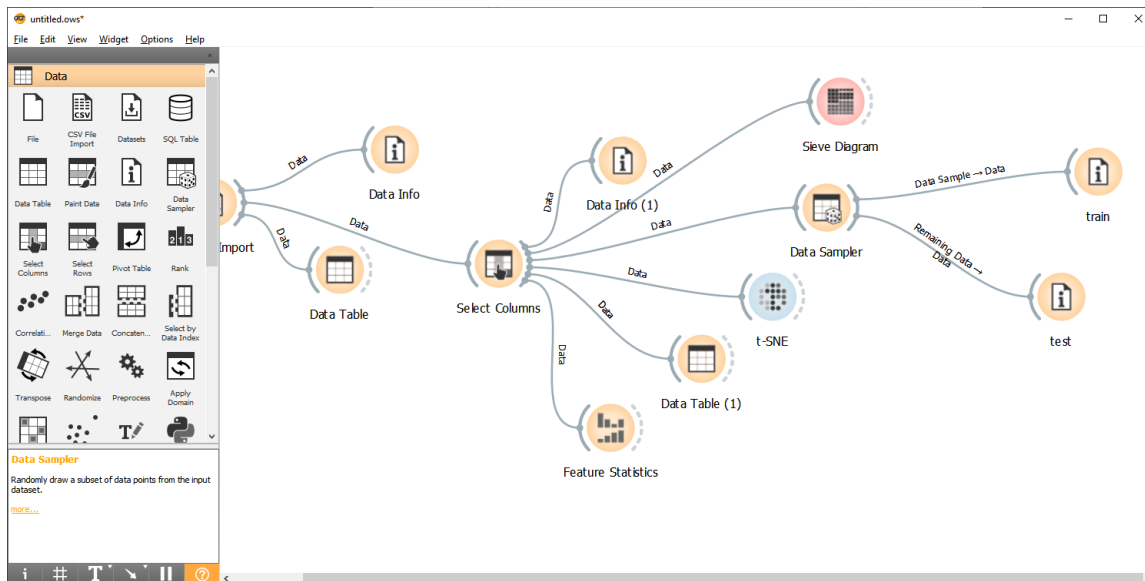 untitled.ows*
File Edit View Widget Options Help
Data
File
CSV File Import
Datasets
SQL Table
Data Table
Paint Data
Data Info
Data Sampler
Select Columns
Select Rows
Pivot Table
Rank
Correlati...
Merge Data
Concaten...
Select by Data Index
Transpose
Randomize
Preprocess
Apply Domain
Data Sampler
Randomly draw a subset of data points from the input
dataset.
more...
Import
Data
Data Info
Data
Data Table
Data
Select Columns
Data
Data Info (1)
Data
Sieve Diagram
Data
Data Sampler
Data Sample → Data
train
Remaining Data →
Data
test
Data
t-SNE
Data
Data Table (1)
Data
Feature Statistics